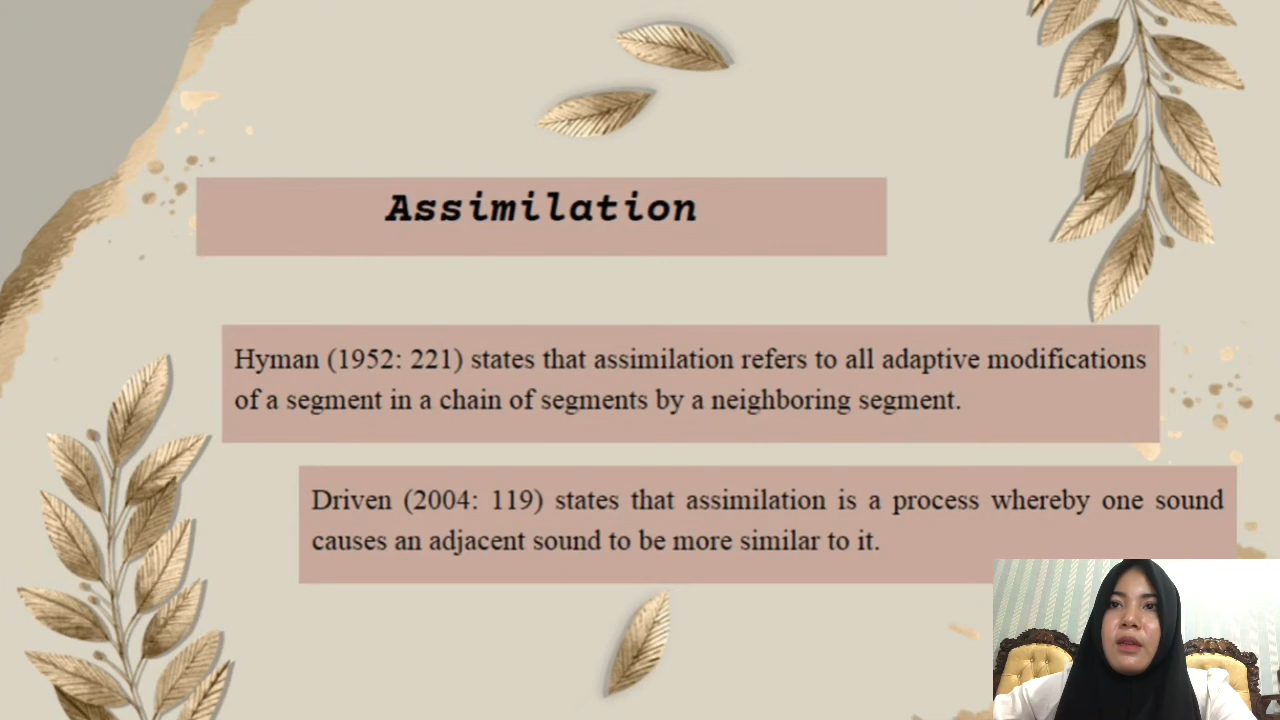 Assimilation
Hyman (1952: 221) states that assimilation refers to all adaptive modifications
of a segment in a chain of segments by a neighboring segment.
Driven (2004: 119) states that assimilation is a process whereby one sound
causes an adjacent sound to be more similar to it.